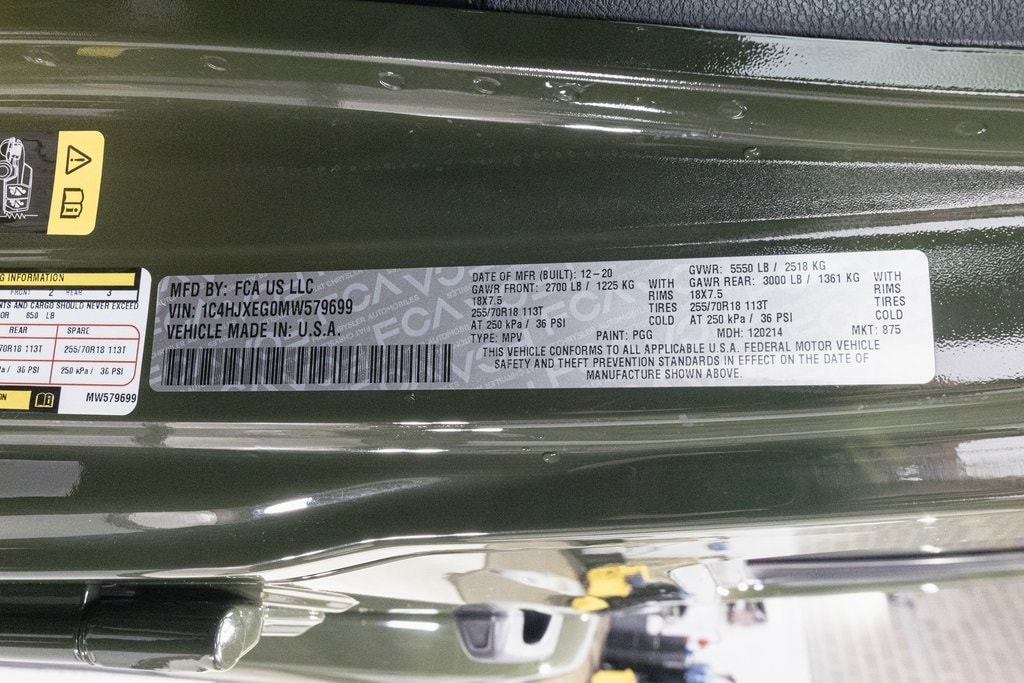 G INFORMATION
FRONT 2 REAR 3
NTS AND CARGO SHOULD NEVER EXCEED
OR 850 LB
REAR SPARE
70R18 113T 255/70R18 113T
/ 36 PSI 250 kPa / 36 PSI
ON
MW579699
MFD BY: FCA US LLC
VIN: 1C4HJXEG0MW579699
VEHICLE MADE IN: U.S.A.
DATE OF MFR (BUILT): 12-20
GAWR FRONT: 2700 LB / 1225 KG WITH
18X7.5 RIMS
255/70R18 113T TIRES
AT 250 kPa / 36 PSI COLD
TYPE: MPV PAINT: PGG
GVWR: 5550 LB / 2518 KG
GAWR REAR: 3000 LB / 1361 KG WITH
18X7.5 RIMS
255/70R18 113T TIRES
AT 250 kPa / 36 PSI COLD
MDH: 120214 MKT: 875
THIS VEHICLE CONFORMS TO ALL APPLICABLE U.S.A. FEDERAL MOTOR VEHICLE
SAFETY AND THEFT PREVENTION STANDARDS IN EFFECT ON THE DATE OF
MANUFACTURE SHOWN ABOVE.